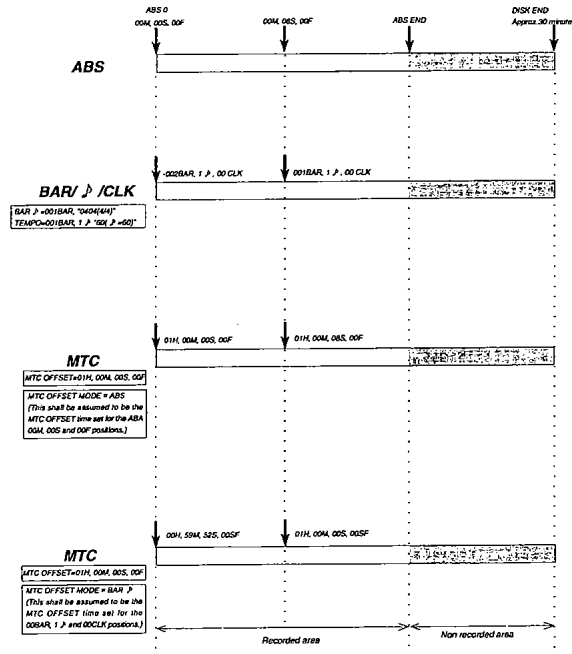 ABS 0
00M, 00S, 00F
00M, 08S, 00F
ABS END
DISK END
Approx.30 minute
ABS
-002BAR, 1 ♪, 00 CLK
001BAR, 1 ♪, 00 CLK
BAR/ ♪ /CLK
BAR ♪ =001BAR, "0404(4/4)"
TEMPO=001BAR, 1 ♪ "60( ♪ =60)"
01H, 00M, 00S, 00F
01H, 00M, 08S, 00F
MTC
MTC OFFSET=01H, 00M, 00S, 00F
MTC OFFSET MODE = ABS
(This shall be assumed to be the
MTC OFFSET time set for the ABA
00M, 00S and 00F positions.)
00H, 59M, 52S, 00SF
01H, 00M, 00S, 00SF
MTC
MTC OFFSET=01H, 00M, 00S, 00F
MTC OFFSET MODE = BAR ♪
(This shall be assumed to be the
MTC OFFSET time set for the
00BAR, 1 ♪ and 00CLK positions.)
Recorded area
Non recorded area